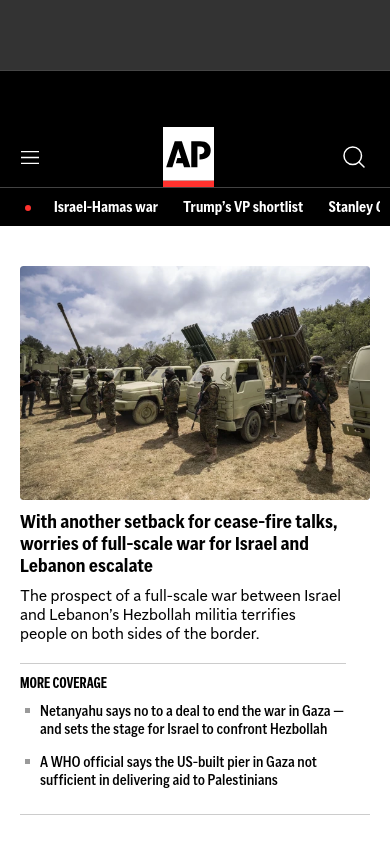 AP
Israel-Hamas war Trump's VP shortlist Stanley
With another setback for cease-fire talks,
worries of full-scale war for Israel and
Lebanon escalate
The prospect of a full-scale war between Israel
and Lebanon's Hezbollah militia terrifies
people on both sides of the border.
MORE COVERAGE
Netanyahu says no to a deal to end the war in Gaza —
and sets the stage for Israel to confront Hezbollah
A WHO official says the US-built pier in Gaza not
sufficient in delivering aid to Palestinians